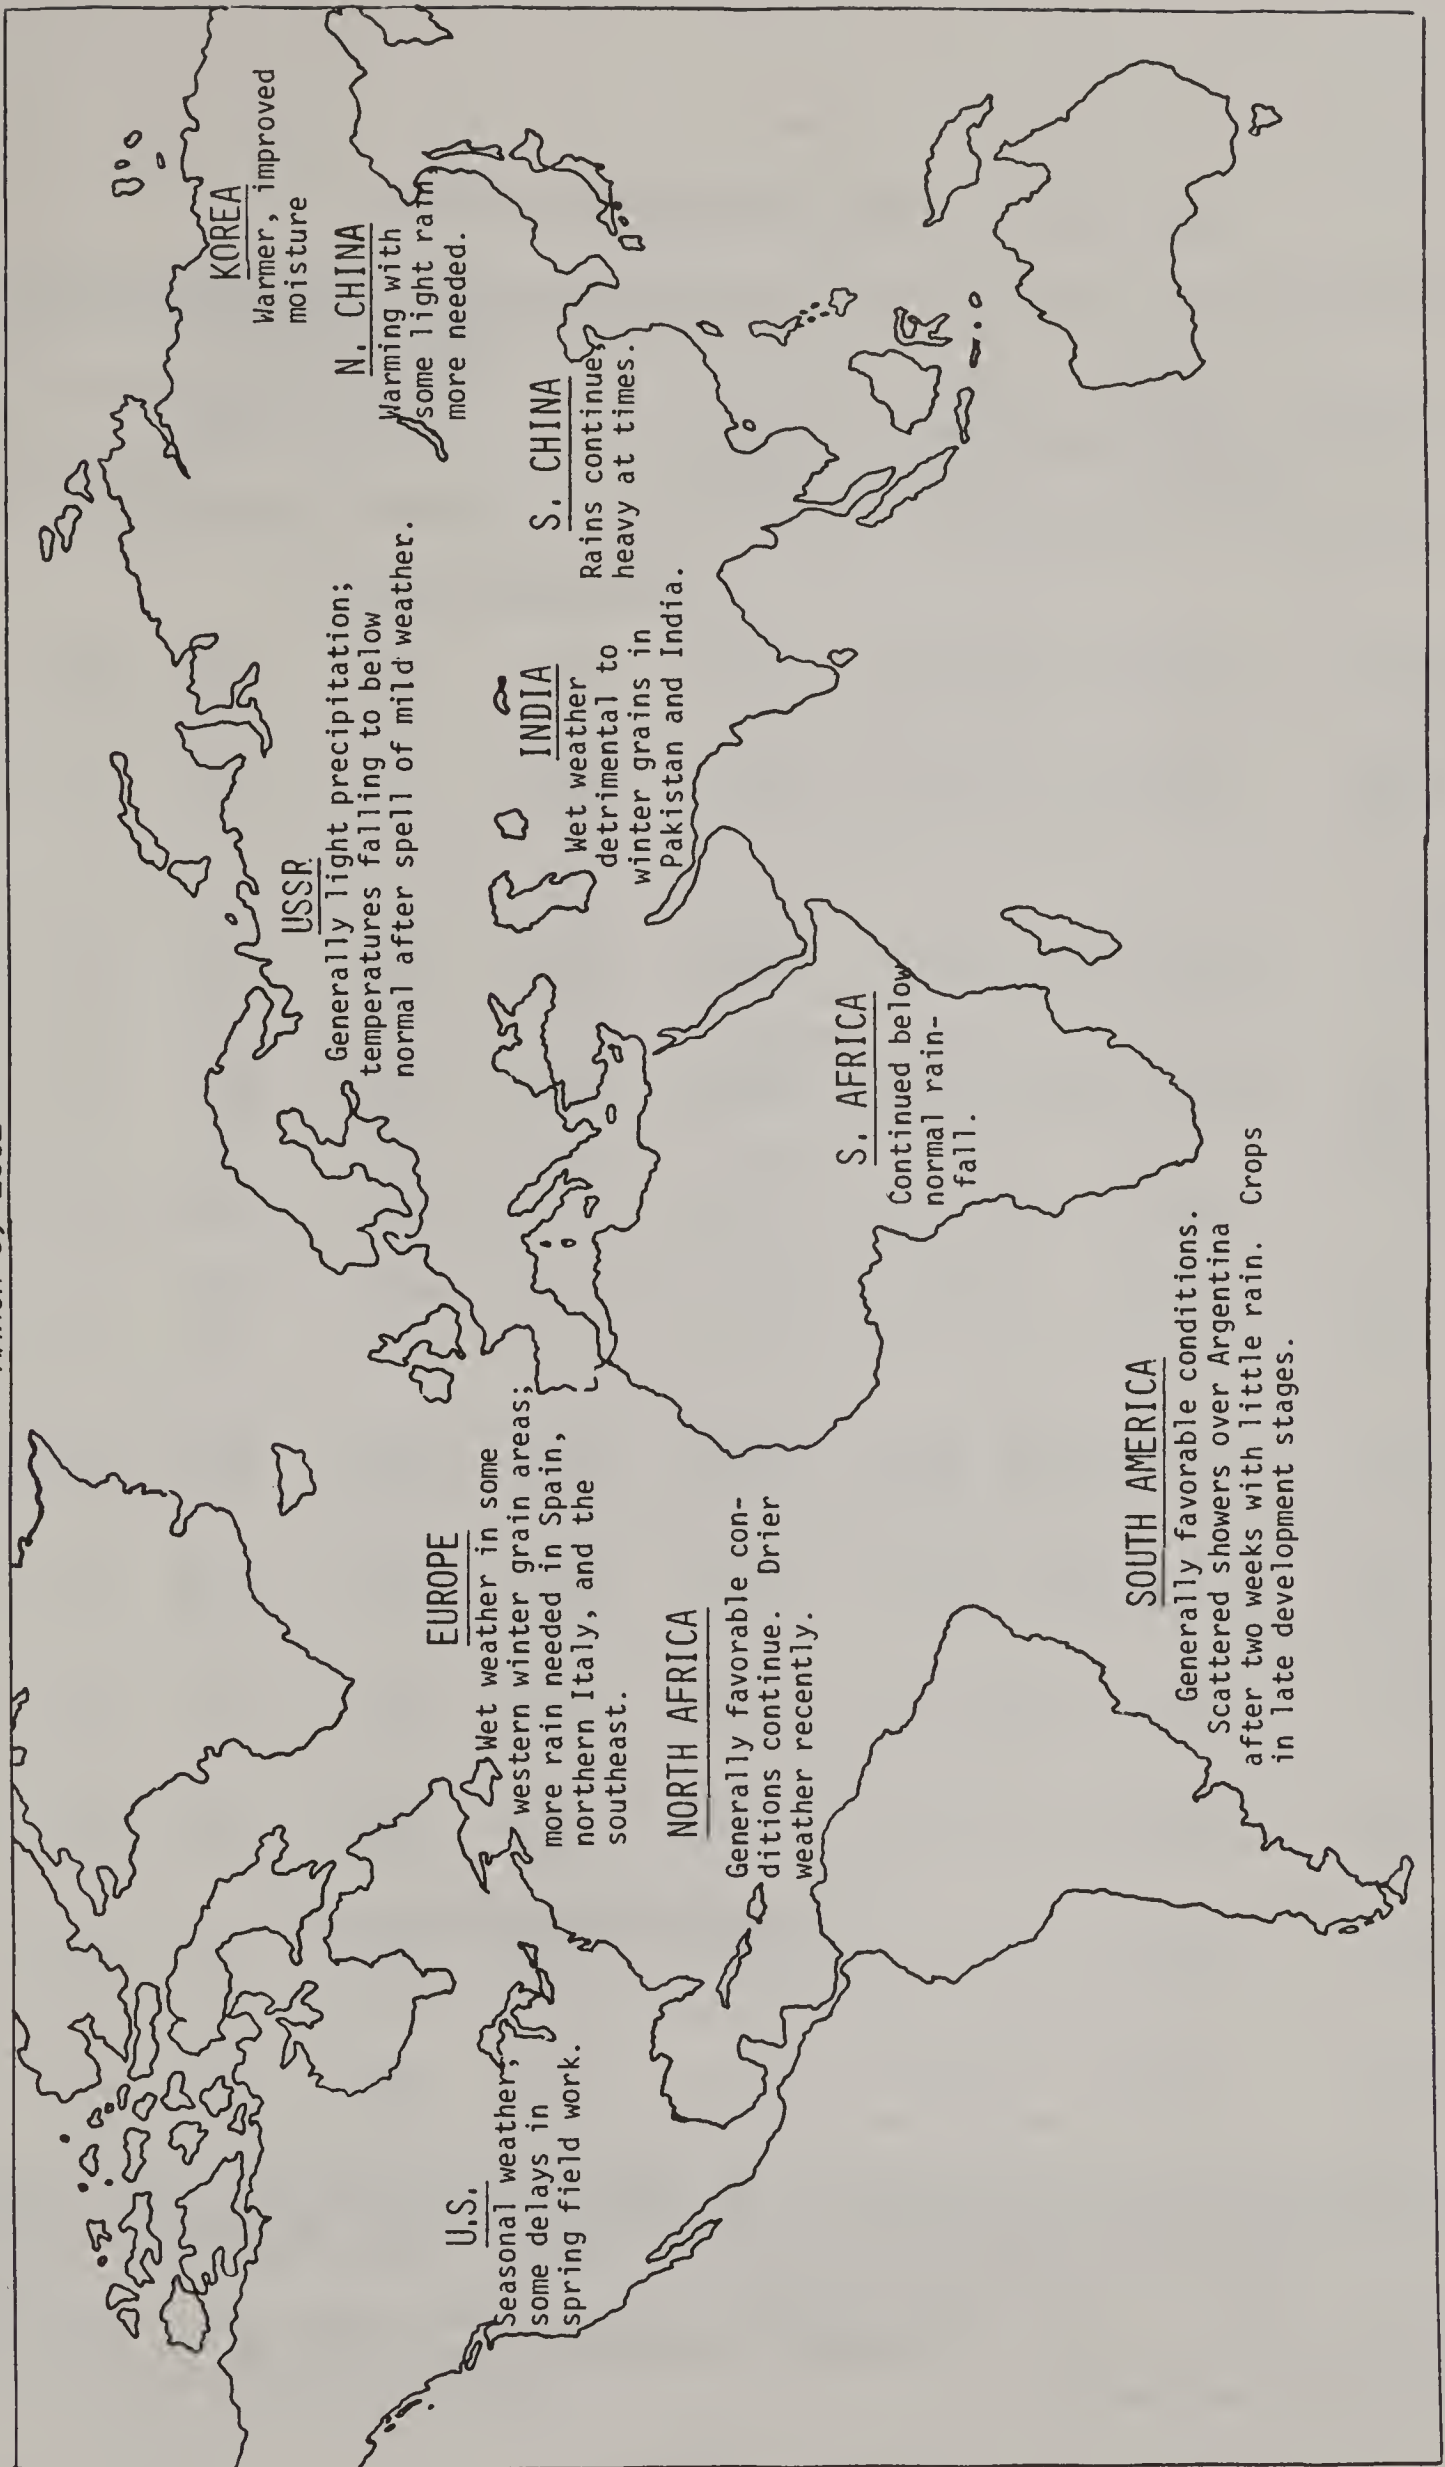 U.S.
Seasonal weather,
some delays in
spring field work.
EUROPE
Wet weather in some
western winter grain areas;
more rain needed in Spain,
northern Italy, and the
southeast.
NORTH AFRICA
Generally favorable con-
ditions continue. Drier
weather recently.
SOUTH AMERICA
Generally favorable conditions.
Scattered showers over Argentina
after two weeks with little rain. Crops
in late development stages.
USSR
Generally light precipitation;
temperatures falling to below
normal after spell of mild weather.
S. AFRICA
Continued below
normal rain-
fall.
INDIA
Wet weather
detrimental to
winter grains in
Pakistan and India.
S. CHINA
Rains continue,
heavy at times.
KOREA
Warmer, improved
moisture
N. CHINA
Warming with
some light rain,
more needed.